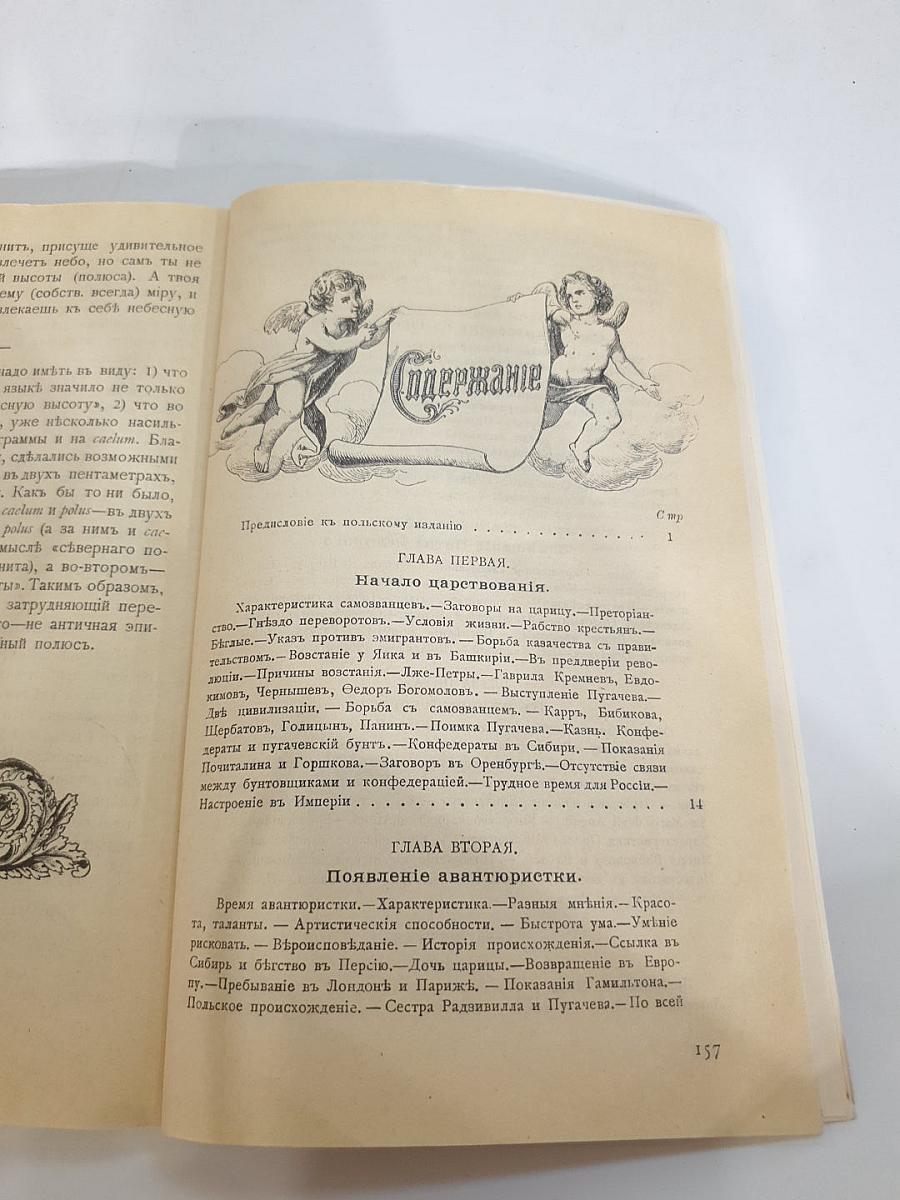 нитъ, присуще удивительное
влечетъ небо, но самъ ты не
й высоты (полюса). А твоя
ему (собств. всегда) міру, и
влекаешь къ себѣ небесную
надо имѣть въ виду: 1) что
языкѣ значило не только
сную высоту», 2) что во
, уже нѣсколько насиль-
граммы и на caelum. Бла-
, сдѣлались возможными
въ двухъ пентаметрахъ,
. Какъ бы то ни было,
caelum и polus—въ двухъ
polus (а за нимъ и cae-
мыслѣ «сѣвернаго по-
нита), а во-второмъ—
ты». Такимъ образомъ,
затрудняющій пере-
го—не античная эпи-
ный полюсъ.
Содержаніе
Стр
Предисловіе къ польскому изданію . . . . . . . . . . . . . . 1
ГЛАВА ПЕРВАЯ.
Начало царствованія.
Характеристика самозванцевъ.—Заговоры на царицу.—Преторіан-
ство.—Гнѣздо переворотовъ.—Условія жизни.—Рабство крестьянъ.—
Бѣглые.—Указъ противъ эмигрантовъ. — Борьба казачества съ прави-
тельствомъ.—Возстаніе у Яика и въ Башкиріи.—Въ преддверіи рево-
люціи.—Причины возстанія.—Лже-Петры.—Гаврила Кремневъ, Евдо-
кимовъ, Чернышевъ, Ѳедоръ Богомоловъ. — Выступленіе Пугачева.—
Двѣ цивилизаціи. — Борьба съ самозванцемъ. — Карръ, Бибикова,
Щербатовъ, Голицынъ, Панинъ.—Поимка Пугачева.—Казнь. Конфе-
дераты и пугачевскій бунтъ.—Конфедераты въ Сибири. — Показанія
Почиталина и Горшкова.—Заговоръ въ Оренбургѣ.—Отсутствіе связи
между бунтовщиками и конфедераціей.—Трудное время для Россіи.—
Настроеніе въ Имперіи . . . . . . . . . . . . . . . . . . . . . . 14
ГЛАВА ВТОРАЯ.
Появленіе авантюристки.
Время авантюристки.—Характеристика.—Разныя мнѣнія.—Красо-
та, таланты. — Артистическія способности. — Быстрота ума.—Умѣніе
рисковать. — Вѣроисповѣданіе. — Исторія происхожденія.—Ссылка въ
Сибирь и бѣгство въ Персію.—Дочь царицы.—Возвращеніе въ Евро-
пу.—Пребываніе въ Лондонѣ и Парижѣ. — Показанія Гамильтона.—
Польское происхожденіе. — Сестра Радзивилла и Пугачева.—По всей
157